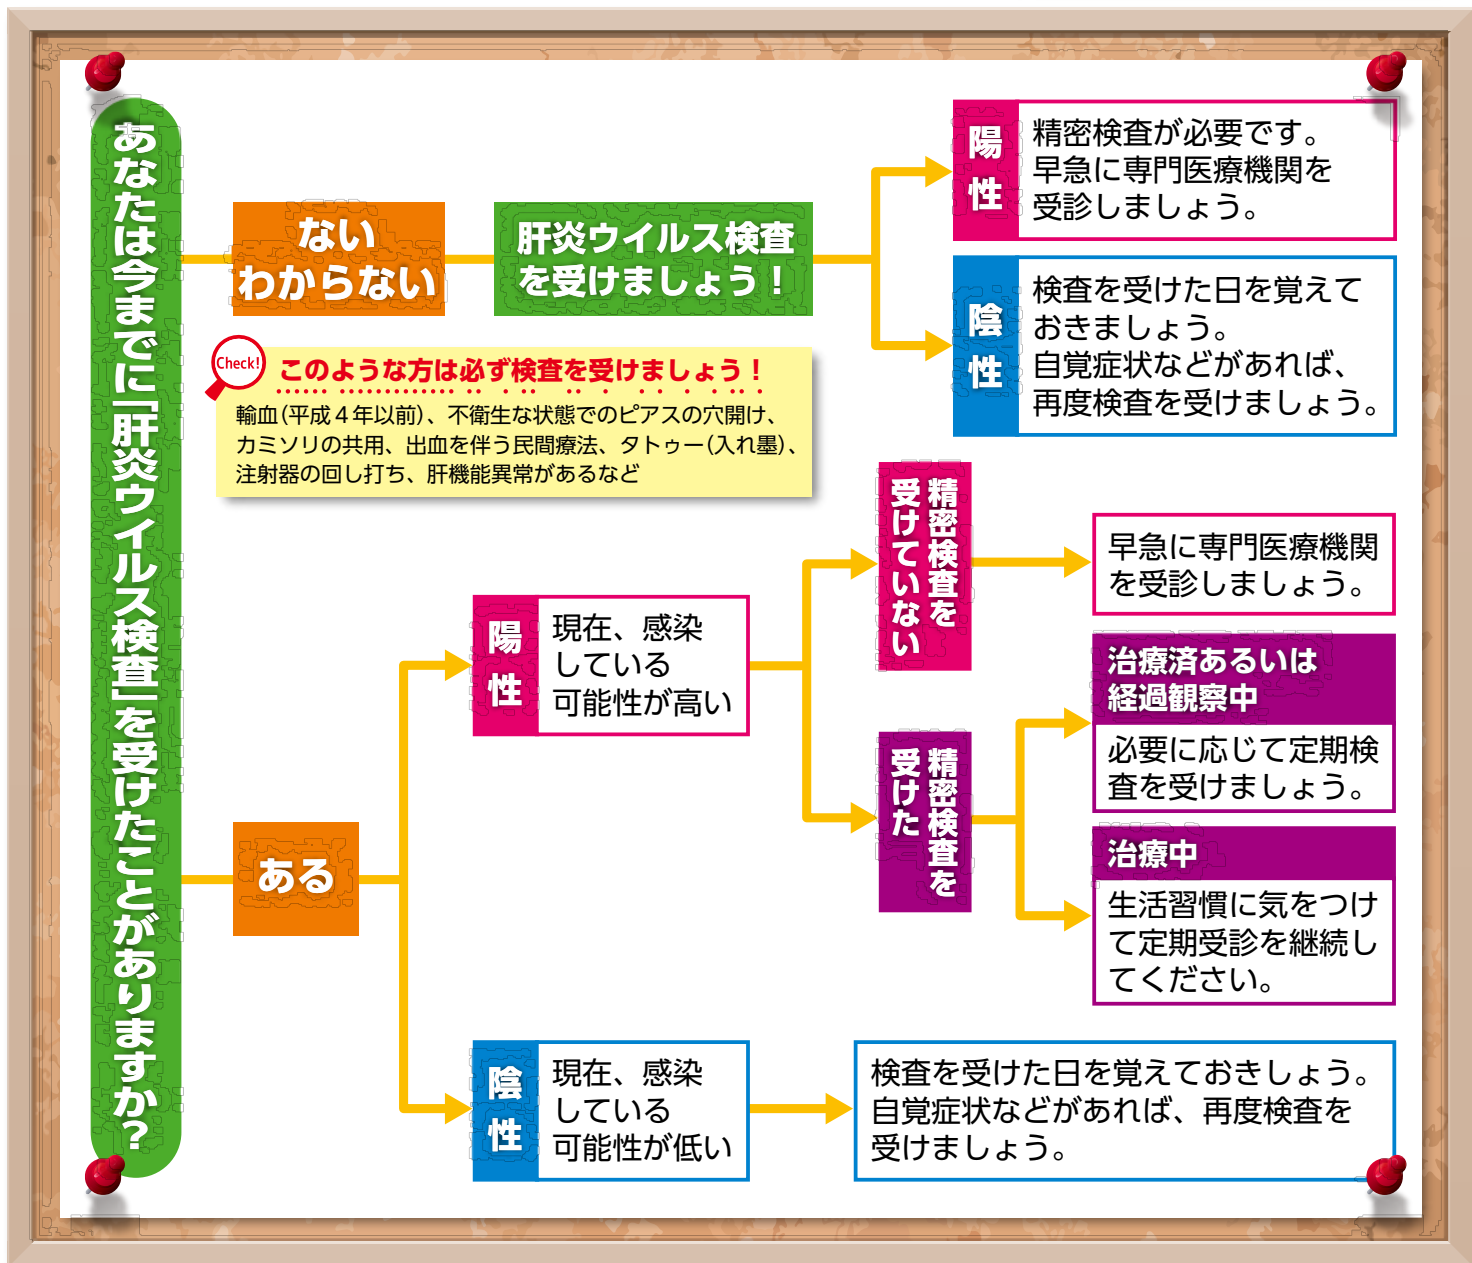 あなたは今までに「肝炎ウイルス検査」を受けたことがありますか？
ない
わからない
肝炎ウイルス検査
を受けましょう！
陽性
精密検査が必要です。
早急に専門医療機関を
受診しましょう。
陰性
検査を受けた日を覚えて
おきましょう。
自覚症状などがあれば、
再度検査を受けましょう。
Check!
このような方は必ず検査を受けましょう！
輸血(平成４年以前)、不衛生な状態でのピアスの穴開け、
カミソリの共用、出血を伴う民間療法、タトゥー(入れ墨)、
注射器の回し打ち、肝機能異常があるなど
ある
陽性
現在、感染
している
可能性が高い
精密検査を
受けていない
早急に専門医療機関
を受診しましょう。
精密検査を
受けた
治療済あるいは
経過観察中
必要に応じて定期検
査を受けましょう。
治療中
生活習慣に気をつけ
て定期受診を継続し
てください。
陰性
現在、感染
している
可能性が低い
検査を受けた日を覚えておきしょう。
自覚症状などがあれば、再度検査を
受けましょう。